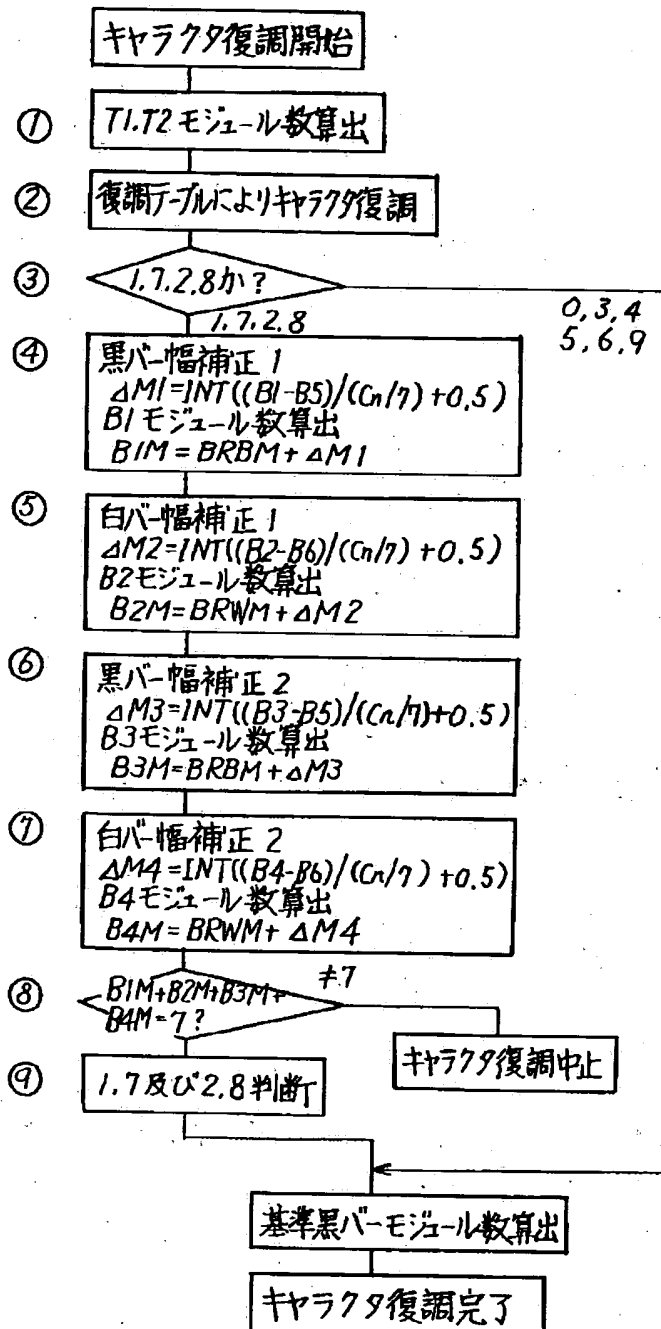 キャラクタ復調開始
① T1.T2モジュール数算出
② 復調テーブルによりキャラクタ復調
③ 1.7.2.8か?
0,3,4
5,6,9
1.7.2.8
④ 黒バー幅補正1
ΔM1=INT((B1-B5)/(Cn/7)+0.5)
B1モジュール数算出
B1M=BRBM+ΔM1
⑤ 白バー幅補正1
ΔM2=INT((B2-B6)/(Cn/7)+0.5)
B2モジュール数算出
B2M=BRWM+ΔM2
⑥ 黒バー幅補正2
ΔM3=INT((B3-B5)/(Cn/7)+0.5)
B3モジュール数算出
B3M=BRBM+ΔM3
⑦ 白バー幅補正2
ΔM4=INT((B4-B6)/(Cn/7)+0.5)
B4モジュール数算出
B4M=BRWM+ΔM4
⑧ B1M+B2M+B3M+
B4M=7?
≠7
キャラクタ復調中止
⑨ 1.7及び2.8判断
基準黒バーモジュール数算出
キャラクタ復調完了